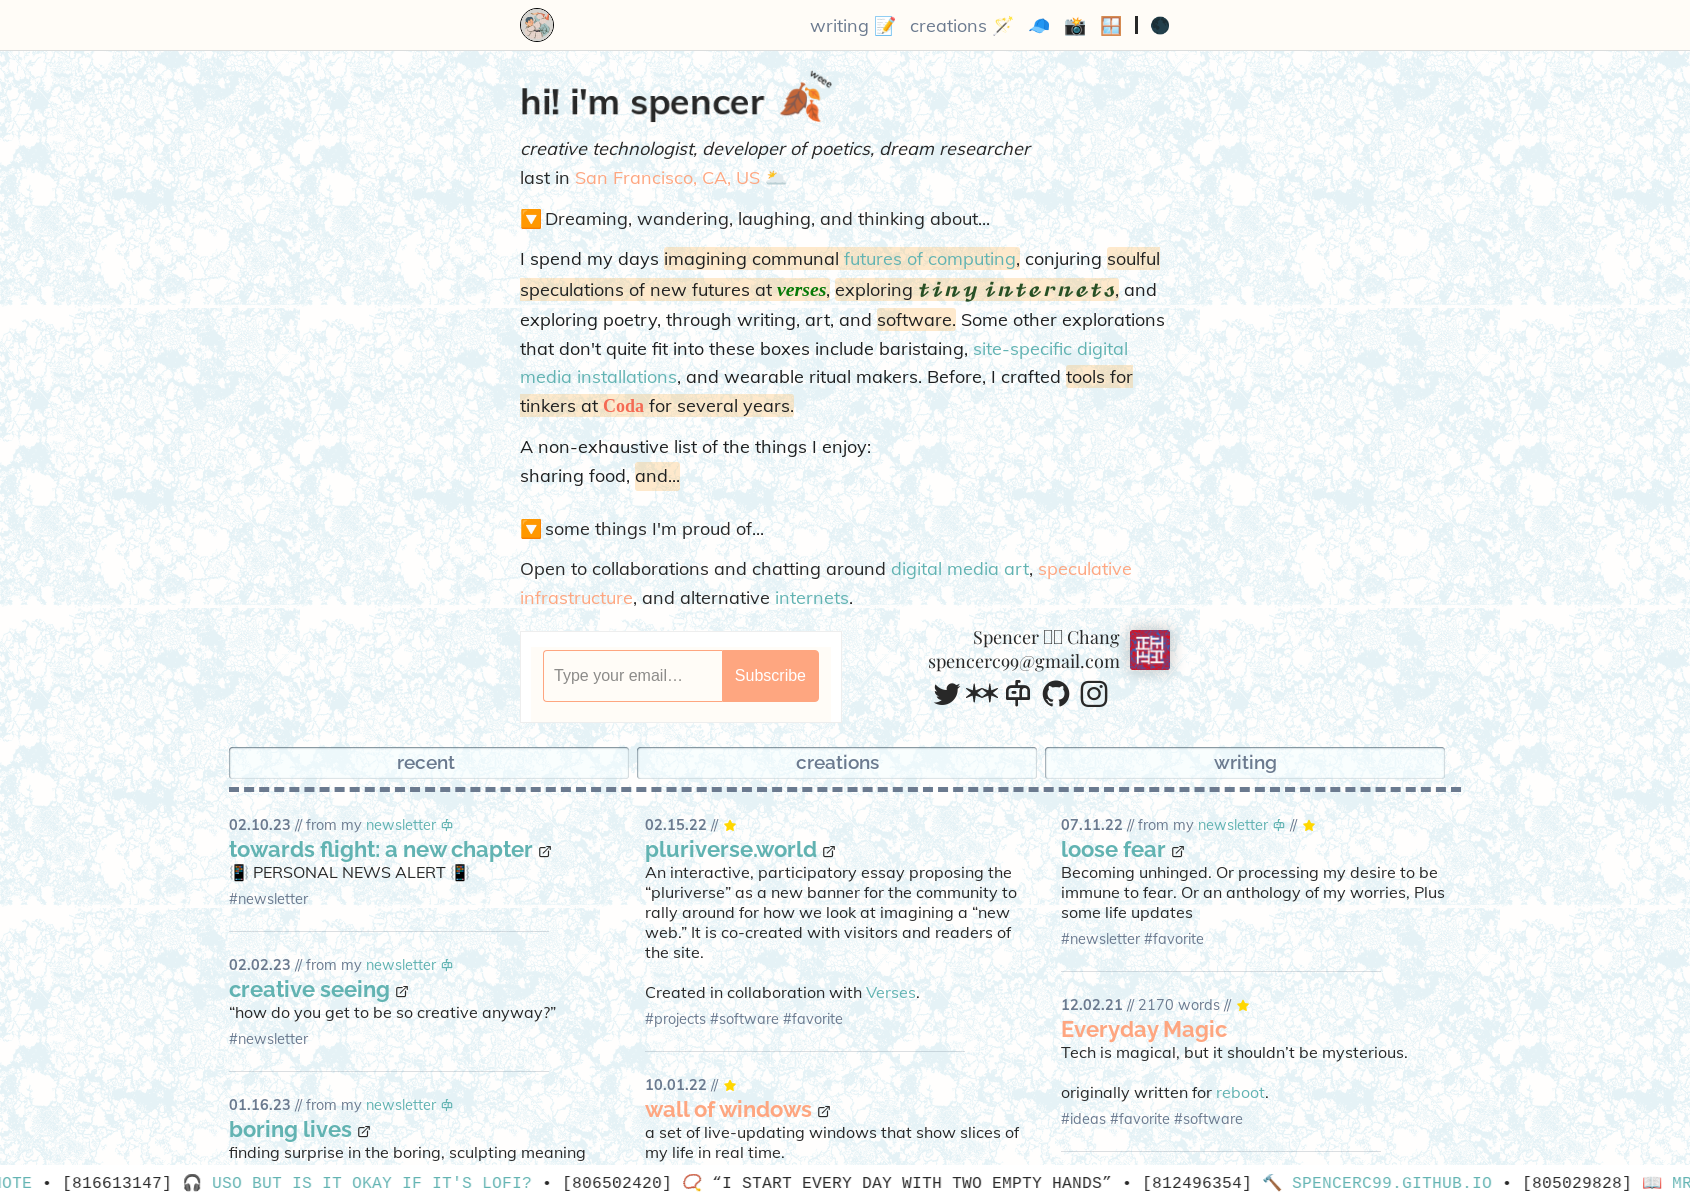 writing 📝 creations 🪄 🧢 📸 🪟 | 🌑
weee
hi! i'm spencer 🍂
creative technologist, developer of poetics, dream researcher
last in San Francisco, CA, US 🌥️
🔽 Dreaming, wandering, laughing, and thinking about...
I spend my days imagining communal futures of computing, conjuring soulful
speculations of new futures at verses, exploring tiny internets, and
exploring poetry, through writing, art, and software. Some other explorations
that don't quite fit into these boxes include baristaing, site-specific digital
media installations, and wearable ritual makers. Before, I crafted tools for
tinkers at Coda for several years.
A non-exhaustive list of the things I enjoy:
sharing food, and...
🔽 some things I'm proud of...
Open to collaborations and chatting around digital media art, speculative
infrastructure, and alternative internets.
Type your email…
Subscribe
Spencer Chang
spencerc99@gmail.com
recent
creations
writing
02.10.23 // from my newsletter
towards flight: a new chapter
📳 PERSONAL NEWS ALERT 📳
#newsletter
02.02.23 // from my newsletter
creative seeing
“how do you get to be so creative anyway?”
#newsletter
01.16.23 // from my newsletter
boring lives
finding surprise in the boring, sculpting meaning
02.15.22 // ⭐
pluriverse.world
An interactive, participatory essay proposing the
“pluriverse” as a new banner for the community to
rally around for how we look at imagining a “new
web.” It is co-created with visitors and readers of
the site.
Created in collaboration with Verses.
#projects #software #favorite
10.01.22 // ⭐
wall of windows
a set of live-updating windows that show slices of
my life in real time.
07.11.22 // from my newsletter // ⭐
loose fear
Becoming unhinged. Or processing my desire to be
immune to fear. Or an anthology of my worries, Plus
some life updates
#newsletter #favorite
12.02.21 // 2170 words // ⭐
Everyday Magic
Tech is magical, but it shouldn’t be mysterious.
originally written for reboot.
#ideas #favorite #software
OTE • [816613147] 🎧 USO BUT IS IT OKAY IF IT'S LOFI? • [806502420] 📿 “I START EVERY DAY WITH TWO EMPTY HANDS” • [812496354] 🔨 SPENCERC99.GITHUB.IO • [805029828] 📖 MR